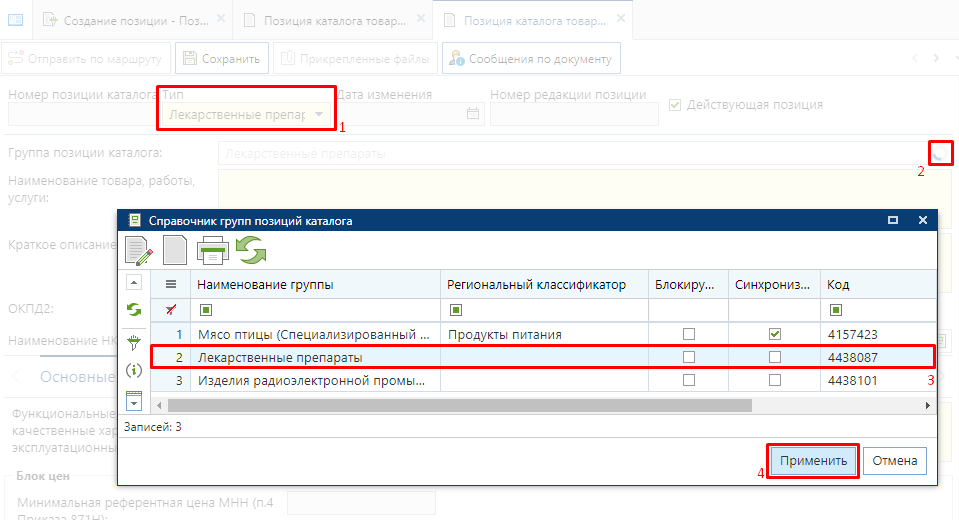 Создание позиции - Поз...
Позиция каталога товар...
Позиция каталога товар...
Отправить по маршруту
Сохранить
Прикрепленные файлы
Сообщения по документу
Номер позиции каталога
Тип
Дата изменения
Номер редакции позиции
Действующая позиция
Лекарственные препар
1
Группа позиции каталога:
Лекарственные препараты
2
Наименование товара, работы,
услуги:
Справочник групп позиций каталога
Краткое описание
ОКПД2:
Наименование НК
Наименование группы
Региональный классификатор
Блокиру...
Синхрониз...
Код
1 Мясо птицы (Специализированный ... Продукты питания 4157423
2 Лекарственные препараты 4438087
3 Изделия радиоэлектронной промы... 4438101
3
Записей: 3
Основные
Функциональные
качественные хар
эксплуатационны
Применить
Отмена
4
Блок цен
Минимальная референтная цена МНН (п.4
Приказа 871Н):